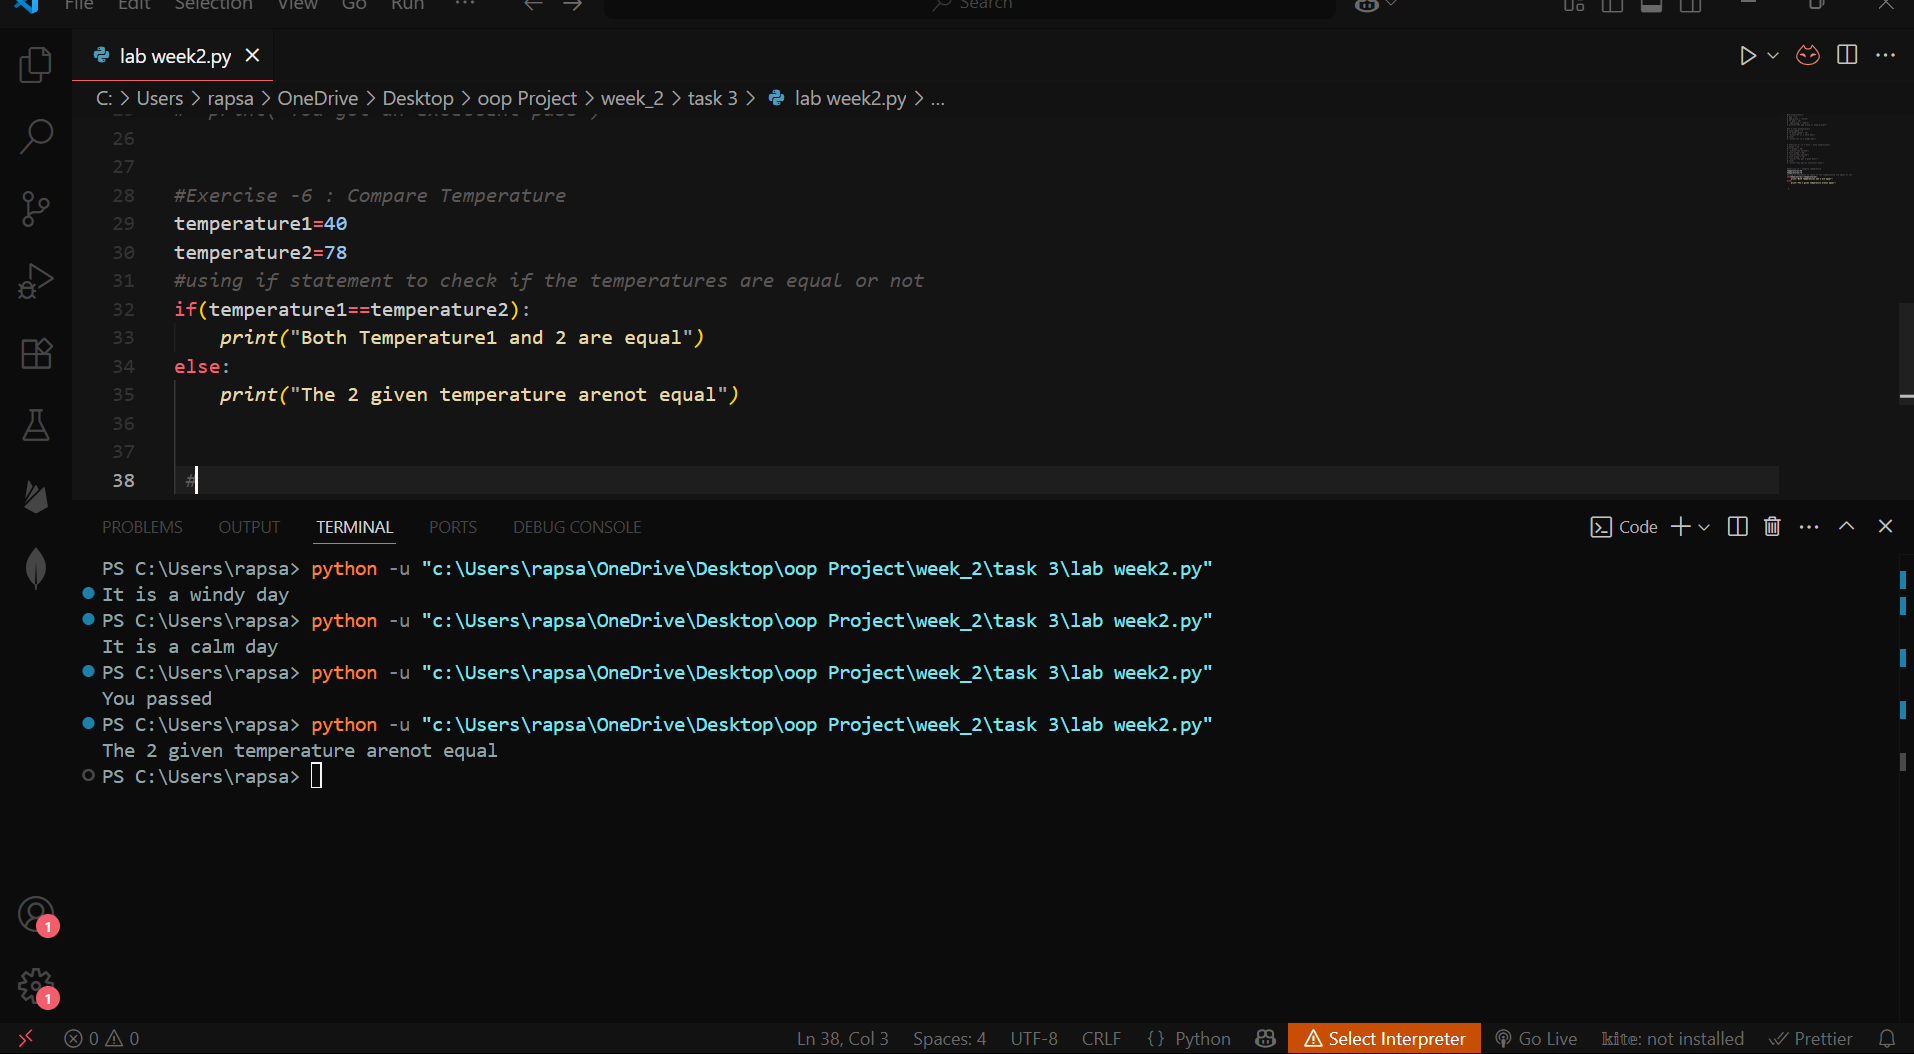 File Edit Selection View Go Run ··· Search
lab week2.py
C: > Users > rapsa > OneDrive > Desktop > oop Project > week_2 > task 3 > lab week2.py > ...
26
27
28 #Exercise -6 : Compare Temperature
29 temperature1=40
30 temperature2=78
31 #using if statement to check if the temperatures are equal or not
32 if(temperature1==temperature2):
33 print("Both Temperature1 and 2 are equal")
34 else:
35 print("The 2 given temperature arenot equal")
36
37
38 #
PROBLEMS OUTPUT TERMINAL PORTS DEBUG CONSOLE Code
PS C:\Users\rapsa> python -u "c:\Users\rapsa\OneDrive\Desktop\oop Project\week_2\task 3\lab week2.py"
It is a windy day
PS C:\Users\rapsa> python -u "c:\Users\rapsa\OneDrive\Desktop\oop Project\week_2\task 3\lab week2.py"
It is a calm day
PS C:\Users\rapsa> python -u "c:\Users\rapsa\OneDrive\Desktop\oop Project\week_2\task 3\lab week2.py"
You passed
PS C:\Users\rapsa> python -u "c:\Users\rapsa\OneDrive\Desktop\oop Project\week_2\task 3\lab week2.py"
The 2 given temperature arenot equal
PS C:\Users\rapsa>
1
1
0 0 Ln 38, Col 3 Spaces: 4 UTF-8 CRLF {} Python Select Interpreter Go Live kite: not installed Prettier